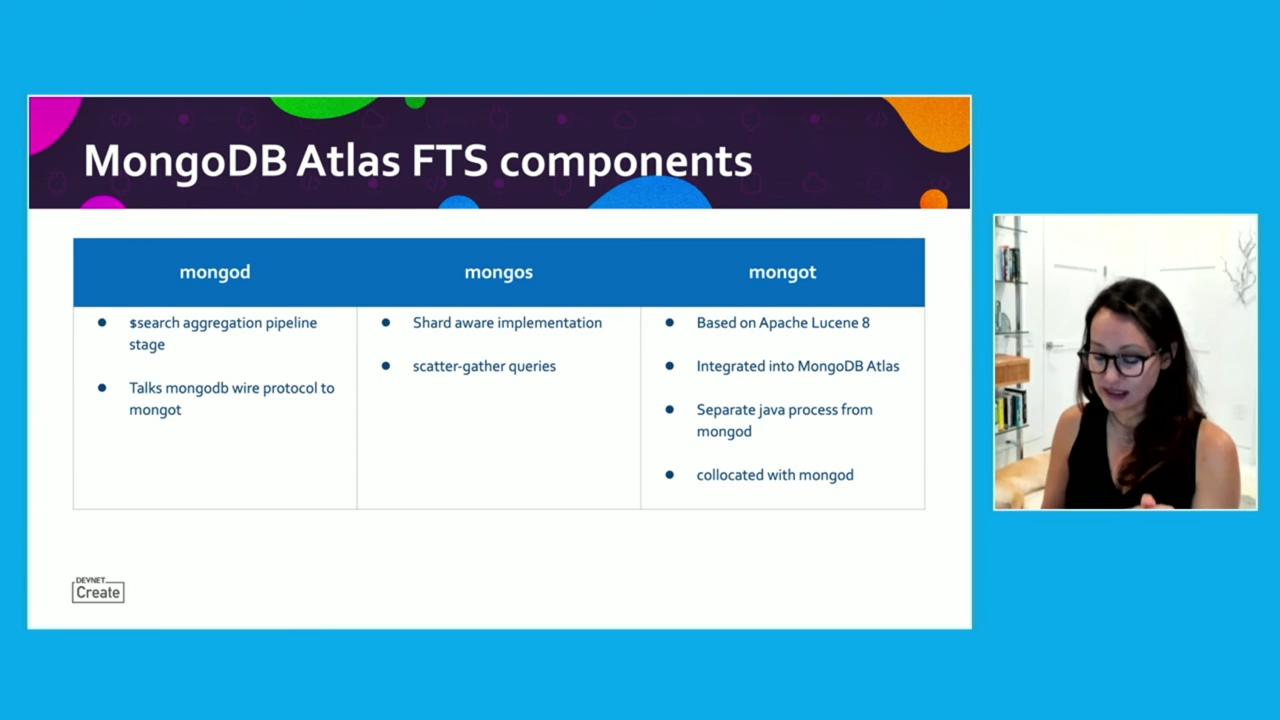 MongoDB Atlas FTS components
mongod
mongos
mongot
$search aggregation pipeline
stage
Talks mongodb wire protocol to
mongot
Shard aware implementation
scatter-gather queries
Based on Apache Lucene 8
Integrated into MongoDB Atlas
Separate java process from
mongod
collocated with mongod
DEVNET
Create